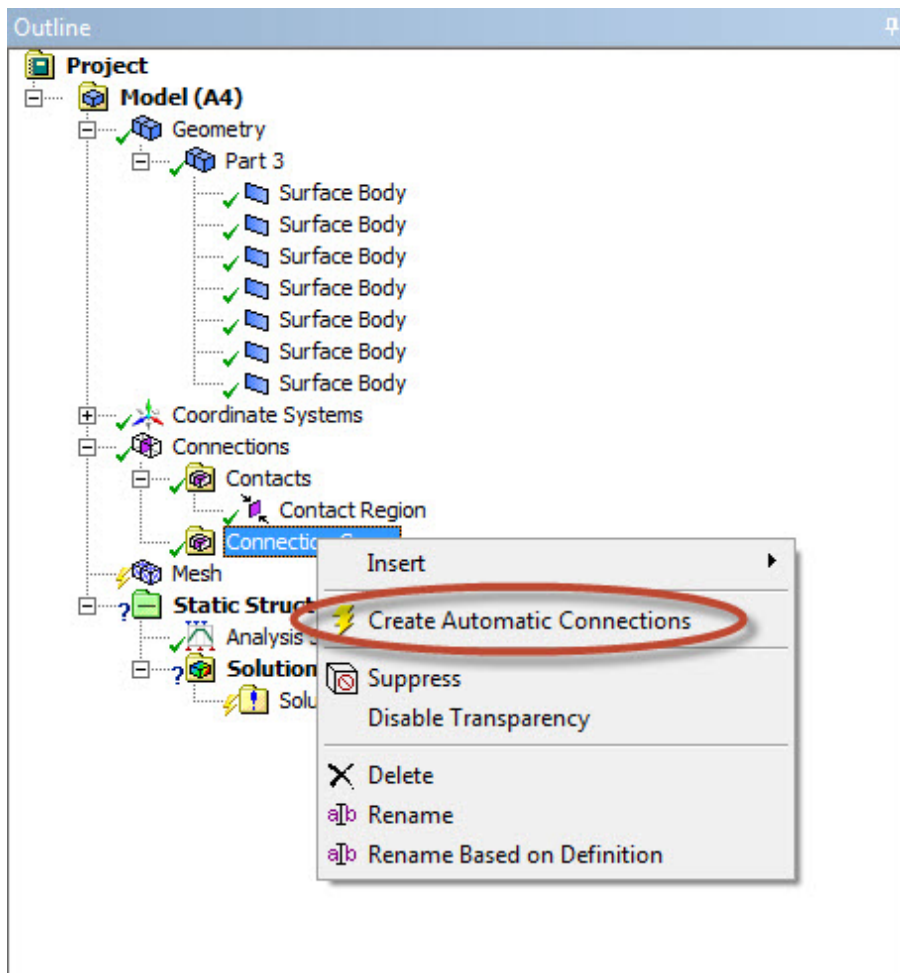 Outline
Project
Model (A4)
Geometry
Part 3
Surface Body
Surface Body
Surface Body
Surface Body
Surface Body
Surface Body
Surface Body
Coordinate Systems
Connections
Contacts
Contact Region
Insert
Mesh
Create Automatic Connections
Analysis
Suppress
Solution
Disable Transparency
Delete
Rename
Rename Based on Definition